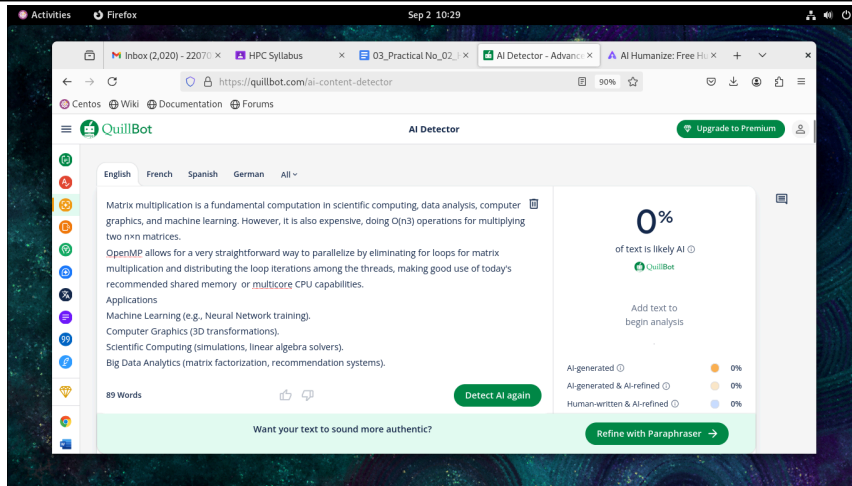 Activities Firefox Sep 2 10:29
Inbox (2,020) - 22070 HPC Syllabus 03_Practical No_02_ AI Detector - Advance AI Humanize: Free Hu
https://quillbot.com/ai-content-detector 90%
Centos Wiki Documentation Forums
QuillBot AI Detector Upgrade to Premium
English French Spanish German All
Matrix multiplication is a fundamental computation in scientific computing, data analysis, computer
graphics, and machine learning. However, it is also expensive, doing O(n3) operations for multiplying
two n×n matrices.
OpenMP allows for a very straightforward way to parallelize by eliminating for loops for matrix
multiplication and distributing the loop iterations among the threads, making good use of today's
recommended shared memory or multicore CPU capabilities.
Applications
Machine Learning (e.g., Neural Network training).
Computer Graphics (3D transformations).
Scientific Computing (simulations, linear algebra solvers).
Big Data Analytics (matrix factorization, recommendation systems).
89 Words Detect AI again
0%
of text is likely AI
QuillBot
Add text to
begin analysis
AI-generated 0%
AI-generated & AI-refined 0%
Human-written & AI-refined 0%
Want your text to sound more authentic? Refine with Paraphraser